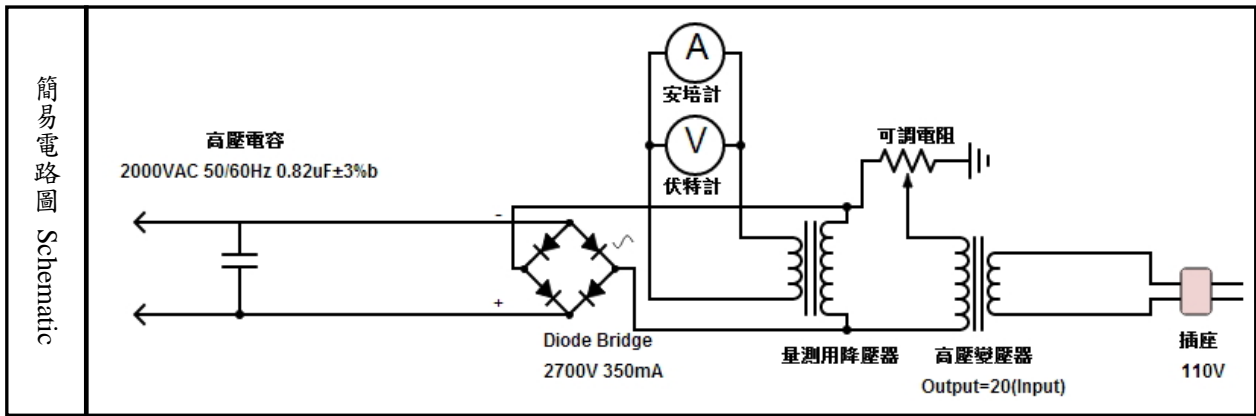 簡易電路圖 Schematic
A
安培計
V
伏特計
高壓電容
2000VAC 50/60Hz 0.82uF±3%b
可調電阻
-
+
Diode Bridge
2700V 350mA
量測用降壓器
高壓變壓器
Output=20(Input)
插座
110V